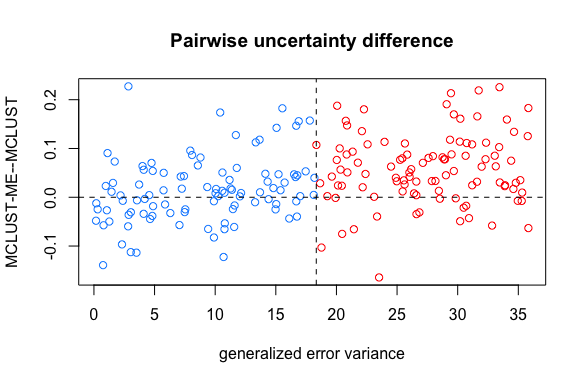 Pairwise uncertainty difference
MCLUST-ME−MCLUST
0.2
0.1
0.0
-0.1
0 5 10 15 20 25 30 35
generalized error variance